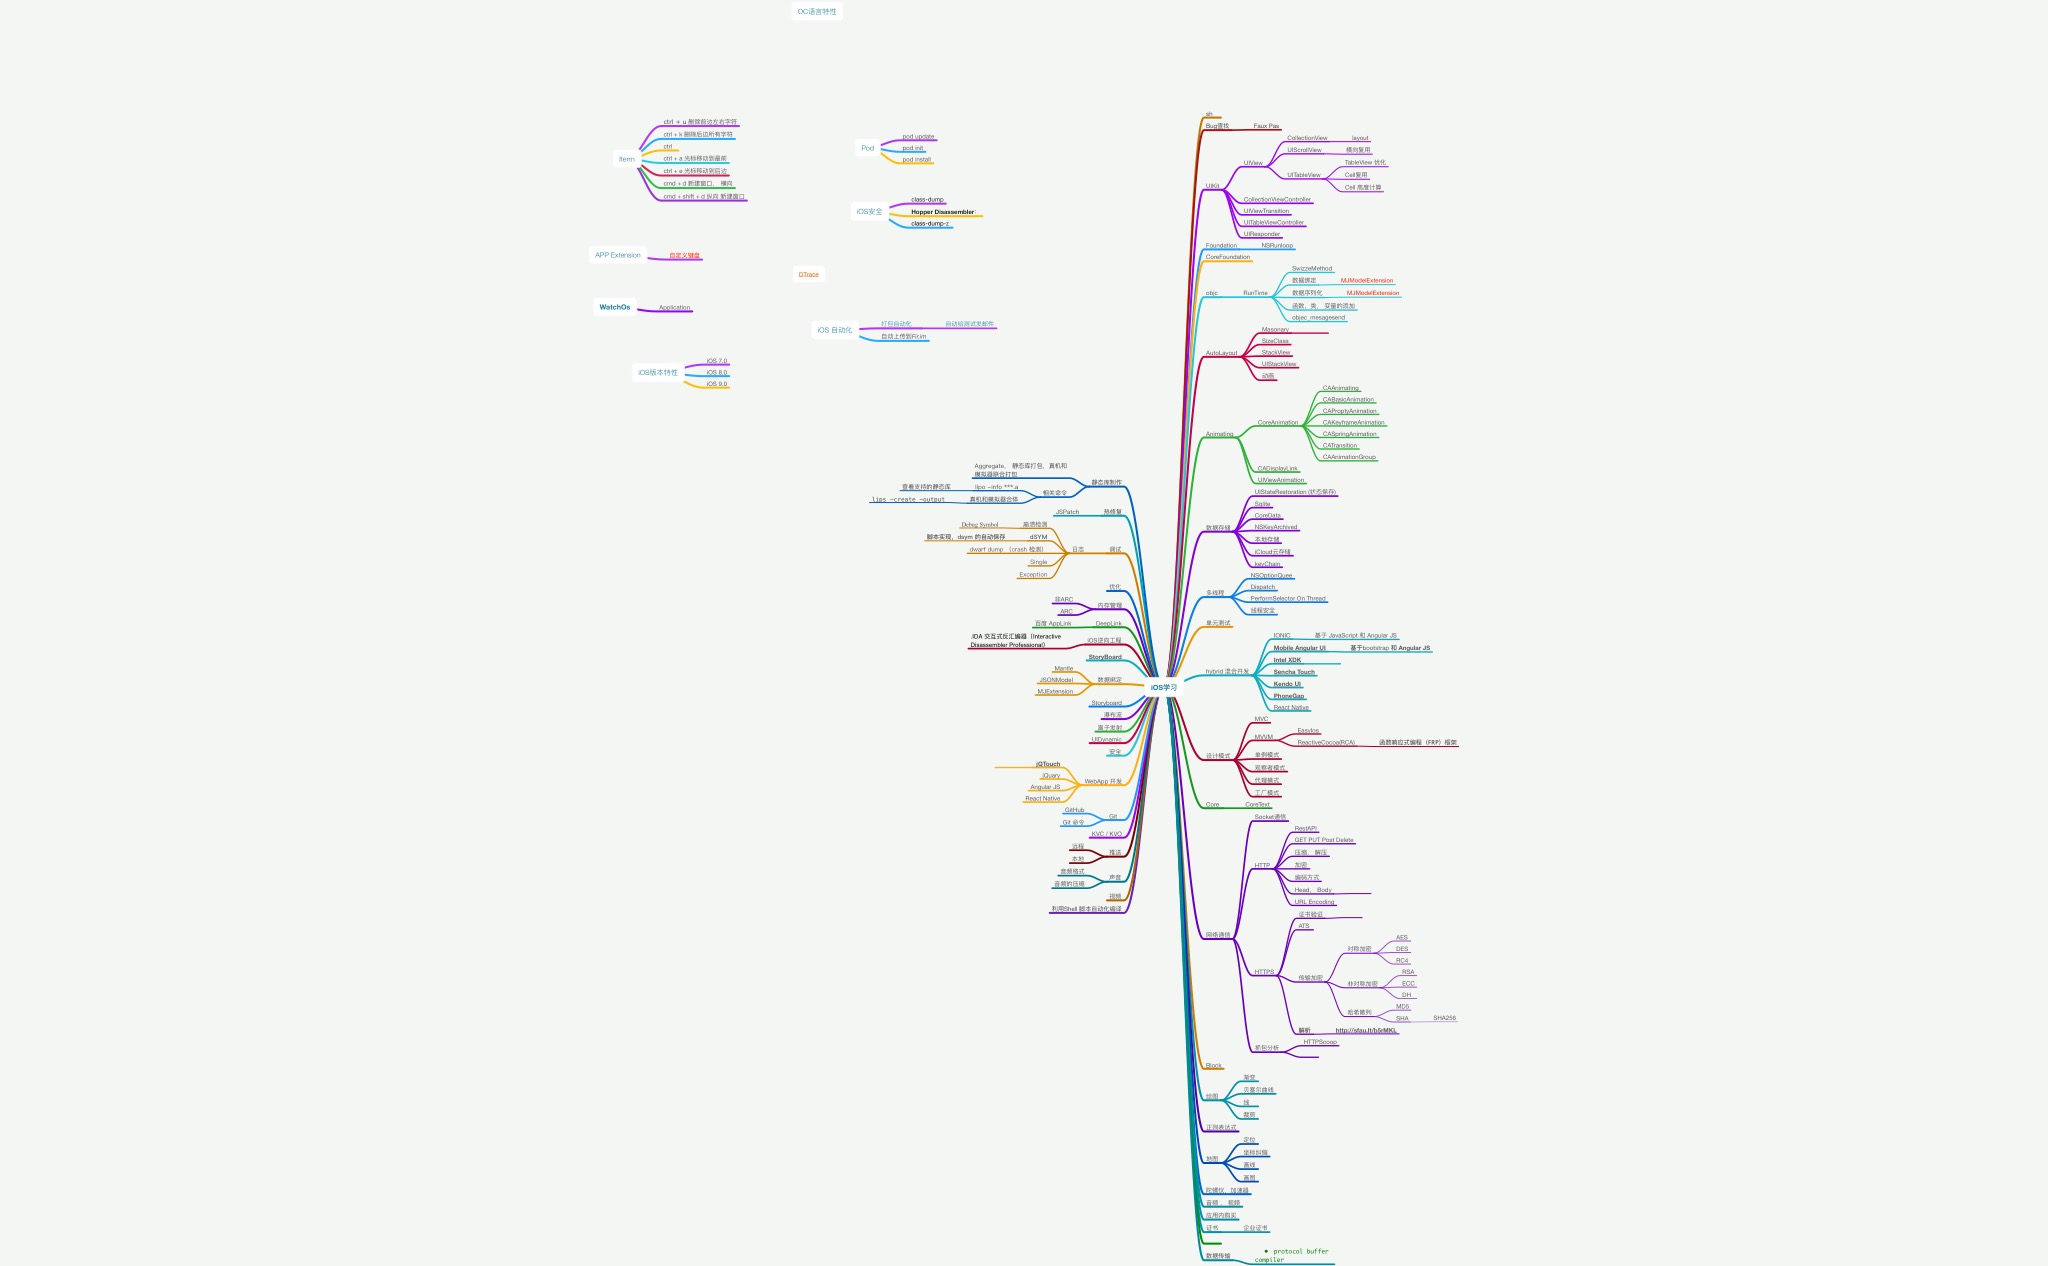 OC语言特性
Iterm
ctrl + u 删除前边左右字符
ctrl + k 删除后边所有字符
ctrl
ctrl + a 光标移动到最前
ctrl + e 光标移动到后边
cmd + d 新建窗口， 横向
cmd + shift + d 纵向 新建窗口
Pod
pod update
pod init
pod install
iOS安全
class-dump
Hopper Disassembler
class-dump-z
APP Extension
自定义键盘
DTrace
WatchOs
Application
iOS 自动化
打包自动化
自动检测试发邮件
自动上传到Fir.im
iOS版本特性
iOS 7.0
iOS 8.0
iOS 9.0
iOS学习
静态库制作
Aggregate， 静态库打包，真机和
模拟器联合打包
相关命令
lipo -info ***.a
查看支持的静态库
真机和模拟器合体
lips -create -output
热修复
JSPatch
调试
日志
崩溃检测
Debug Symbol
dSYM
脚本实现，dsym 的自动保存
dwarf dump （crash 检测）
Single
Exception
优化
内存管理
非ARC
ARC
DeepLink
百度 AppLink
iOS逆向工程
.IDA 交互式反汇编器（Interactive
Disassembler Professional）
StoryBoard
数据绑定
Mantle
JSONModel
MJExtension
Storyboard
瀑布流
离子发射
UIDynamic
安全
WebApp 开发
jQTouch
jQuary
Angular JS
React Native
Git
GitHub
Git 命令
KVC / KVO
推送
远程
本地
声音
音频格式
音频的压缩
视频
利用Shell 脚本自动化编译
sh
Bug查找
Faux Pas
UIKit
UIView
CollectionView
layout
UIScrollView
横向复用
UITableView
TableView 优化
Cell复用
Cell 高度计算
CollectionViewController
UIViewTransition
UITableViewController
UIResponder
Foundation
NSRunloop
CoreFoundation
objc
RunTime
SwizzeMethod
数据绑定
MJModelExtension
数据序列化
MJModelExtension
函数、类、 变量的添加
objec_mesagesend
AutoLayout
Masonary
SizeClass
StackView
UIStackView
动画
Animating
CoreAnimation
CAAnimating
CABasicAnimation
CAProptyAnimation
CAKeyframeAnimation
CASpringAnimation
CATransition
CAAnimationGroup
CADisplayLink
UIViewAnimation
数据存储
UIStateRestoration (状态保存)
Sqlite
CoreData
NSKeyArchived
本地存储
iCloud云存储
keyChain
多线程
NSOptionQuee
Dispatch
PerformSelector On Thread
线程安全
单元测试
hybrid 混合开发
IONIC
基于 JavaScript 和 Angular JS
Mobile Angular UI
基于bootstrap 和 Angular JS
Intel XDK
Sencha Touch
Kendo UI
PhoneGap
React Native
设计模式
MVC
MVVM
EasyIos
ReactiveCocoa(RCA)
函数响应式编程（FRP）框架
单例模式
观察者模式
代理模式
工厂模式
Core
CoreText
网络通信
Socket通信
HTTP
RestAPI
GET PUT Post Delete
压缩、 解压
加密
编码方式
Head， Body
URL Encoding
HTTPS
证书验证
ATS
传输加密
对称加密
AES
DES
RC4
非对称加密
RSA
ECC
DH
哈希散列
MD5
SHA
SHA256
解析
http://sfau.lt/b5rMKL
抓包分析
HTTPScoop
Block
绘图
渐变
贝塞尔曲线
线
裁剪
正则表达式
地图
定位
坐标纠偏
画线
画图
陀螺仪、加速器
音频 ， 视频
应用内购买
证书
企业证书
数据传输
• protocol buffer
compiler